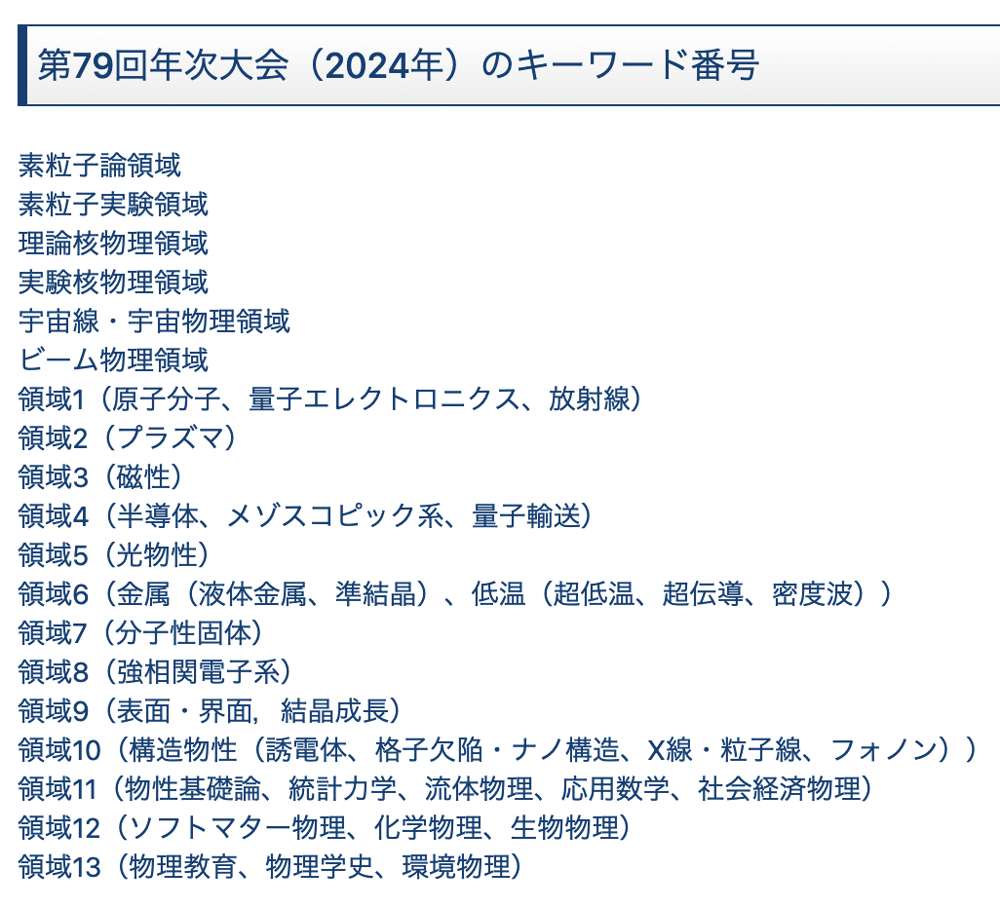 第79回年次大会（2024年）のキーワード番号
素粒子論領域
素粒子実験領域
理論核物理領域
実験核物理領域
宇宙線・宇宙物理領域
ビーム物理領域
領域1（原子分子、量子エレクトロニクス、放射線）
領域2（プラズマ）
領域3（磁性）
領域4（半導体、メゾスコピック系、量子輸送）
領域5（光物性）
領域6（金属（液体金属、準結晶）、低温（超低温、超伝導、密度波））
領域7（分子性固体）
領域8（強相関電子系）
領域9（表面・界面，結晶成長）
領域10（構造物性（誘電体、格子欠陥・ナノ構造、X線・粒子線、フォノン））
領域11（物性基礎論、統計力学、流体物理、応用数学、社会経済物理）
領域12（ソフトマター物理、化学物理、生物物理）
領域13（物理教育、物理学史、環境物理）